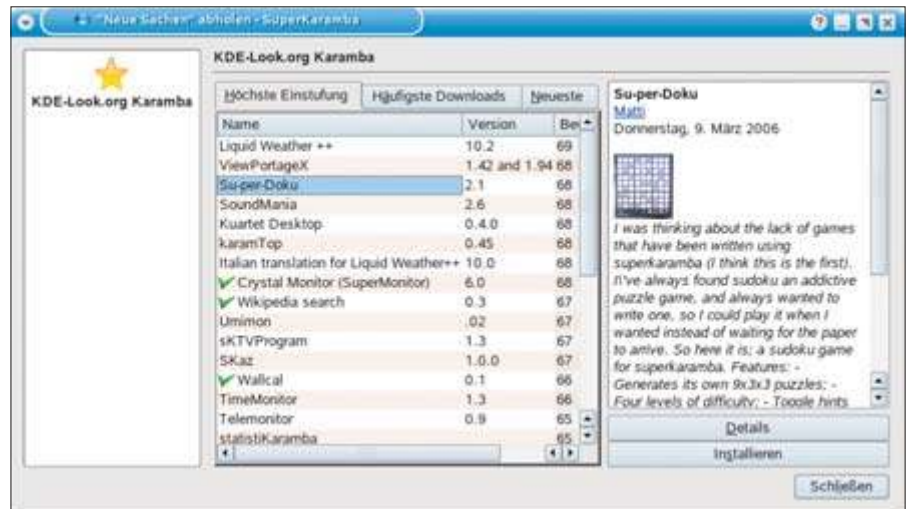 "Neue Sachen" abholen - SuperKaramba
KDE-Look.org Karamba
KDE-Look.org Karamba
Höchste Einstufung Häufigste Downloads Neueste
Name Version Be
Liquid Weather ++ 10.2 69
ViewPortageX 1.42 and 1.94 68
Su-per-Doku 2.1 68
SoundMania 2.6 68
Kuartet Desktop 0.4.0 68
karamTop 0.45 68
Italian translation for Liquid Weather++ 10.0 68
Crystal Monitor (SuperMonitor) 6.0 68
Wikipedia search 0.3 67
Umimon .02 67
sKTVProgram 1.3 67
SKaz 1.0.0 67
Wallcal 0.1 66
TimeMonitor 1.3 66
Telemonitor 0.9 65
statistiKaramba 65
Su-per-Doku
Matti
Donnerstag, 9. März 2006
I was thinking about the lack of games
that have been written using
superkaramba (I think this is the first).
I\'ve always found sudoku an addictive
puzzle game, and always wanted to
write one, so I could play it when I
wanted instead of waiting for the paper
to arrive. So here it is; a sudoku game
for superkaramba. Features: -
Generates its own 9x3x3 puzzles; -
Four levels of difficulty; - Toggle hints
Details
Installieren
Schließen